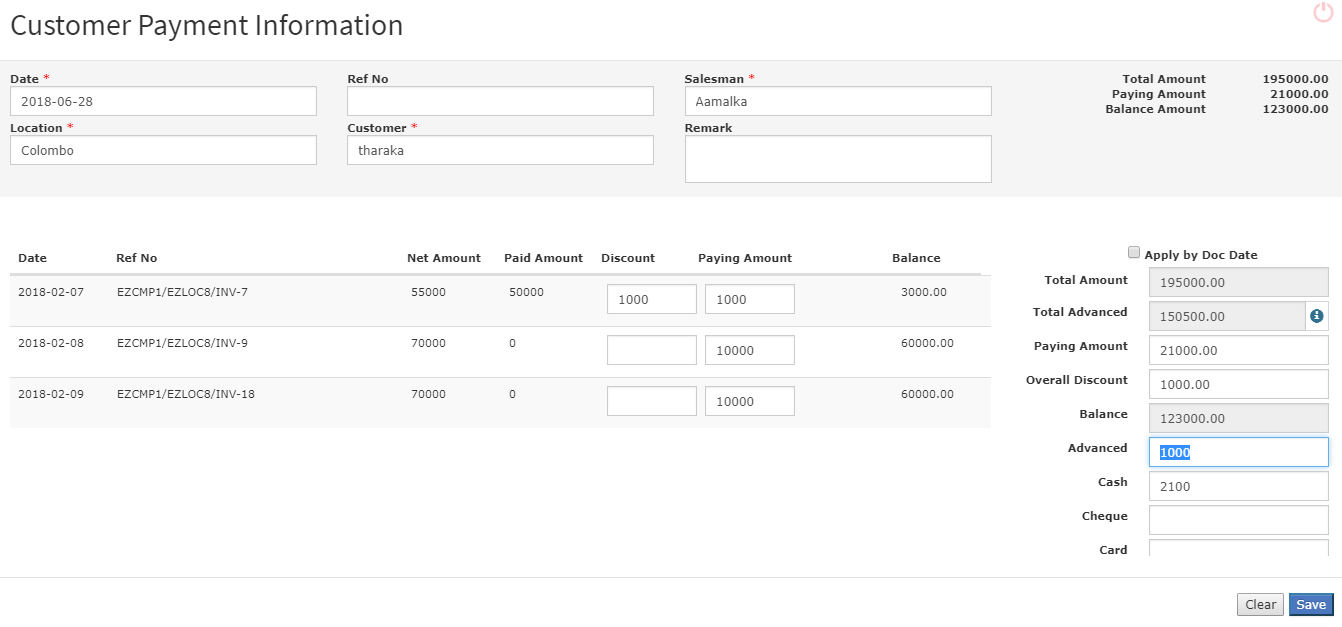 Customer Payment Information
Date * Ref No Salesman * Total Amount 195000.00
2018-06-28 Aamalka Paying Amount 21000.00
Balance Amount 123000.00
Location * Customer * Remark
Colombo tharaka
Date Ref No Net Amount Paid Amount Discount Paying Amount Balance
2018-02-07 EZCMP1/EZLOC8/INV-7 55000 50000 1000 1000 3000.00
2018-02-08 EZCMP1/EZLOC8/INV-9 70000 0 10000 60000.00
2018-02-09 EZCMP1/EZLOC8/INV-18 70000 0 10000 60000.00
Apply by Doc Date
Total Amount 195000.00
Total Advanced 150500.00
Paying Amount 21000.00
Overall Discount 1000.00
Balance 123000.00
Advanced 1000
Cash 2100
Cheque
Card
Clear Save